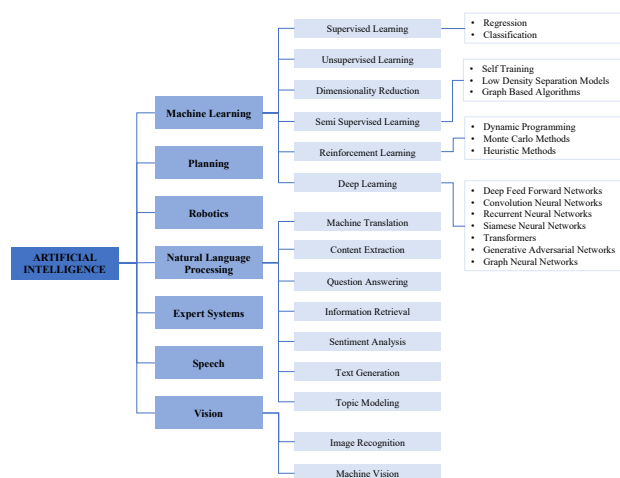 ARTIFICIAL
INTELLIGENCE
Machine Learning
Planning
Robotics
Natural Language
Processing
Expert Systems
Speech
Vision
Supervised Learning
Unsupervised Learning
Dimensionality Reduction
Semi Supervised Learning
Reinforcement Learning
Deep Learning
Machine Translation
Content Extraction
Question Answering
Information Retrieval
Sentiment Analysis
Text Generation
Topic Modeling
Image Recognition
Machine Vision
• Regression
• Classification
• Self Training
• Low Density Separation Models
• Graph Based Algorithms
• Dynamic Programming
• Monte Carlo Methods
• Heuristic Methods
• Deep Feed Forward Networks
• Convolution Neural Networks
• Recurrent Neural Networks
• Siamese Neural Networks
• Transformers
• Generative Adversarial Networks
• Graph Neural Networks